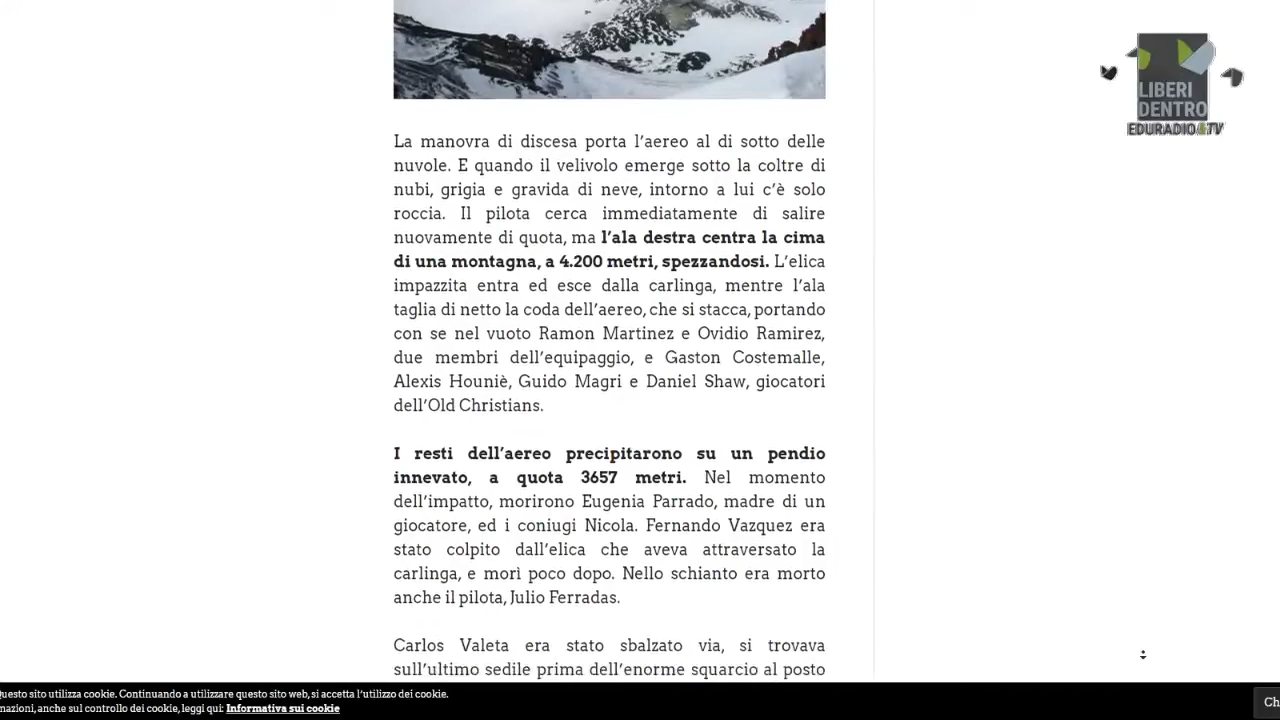 LIBERI
DENTRO
EDURADIO&TV
La manovra di discesa porta l’aereo al di sotto delle
nuvole. E quando il velivolo emerge sotto la coltre di
nubi, grigia e gravida di neve, intorno a lui c’è solo
roccia. Il pilota cerca immediatamente di salire
nuovamente di quota, ma l’ala destra centra la cima
di una montagna, a 4.200 metri, spezzandosi. L’elica
impazzita entra ed esce dalla carlinga, mentre l’ala
taglia di netto la coda dell’aereo, che si stacca, portando
con se nel vuoto Ramon Martinez e Ovidio Ramirez,
due membri dell’equipaggio, e Gaston Costemalle,
Alexis Houniè, Guido Magri e Daniel Shaw, giocatori
dell’Old Christians.
I resti dell’aereo precipitarono su un pendio
innevato, a quota 3657 metri. Nel momento
dell’impatto, morirono Eugenia Parrado, madre di un
giocatore, ed i coniugi Nicola. Fernando Vazquez era
stato colpito dall’elica che aveva attraversato la
carlinga, e morì poco dopo. Nello schianto era morto
anche il pilota, Julio Ferradas.
Carlos Valeta era stato sbalzato via, si trovava
sull’ultimo sedile prima dell’enorme squarcio al posto
uesto sito utilizza cookie. Continuando a utilizzare questo sito web, si accetta l’utilizzo dei cookie.
mazioni, anche sul controllo dei cookie, leggi qui: Informativa sui cookie
Ch